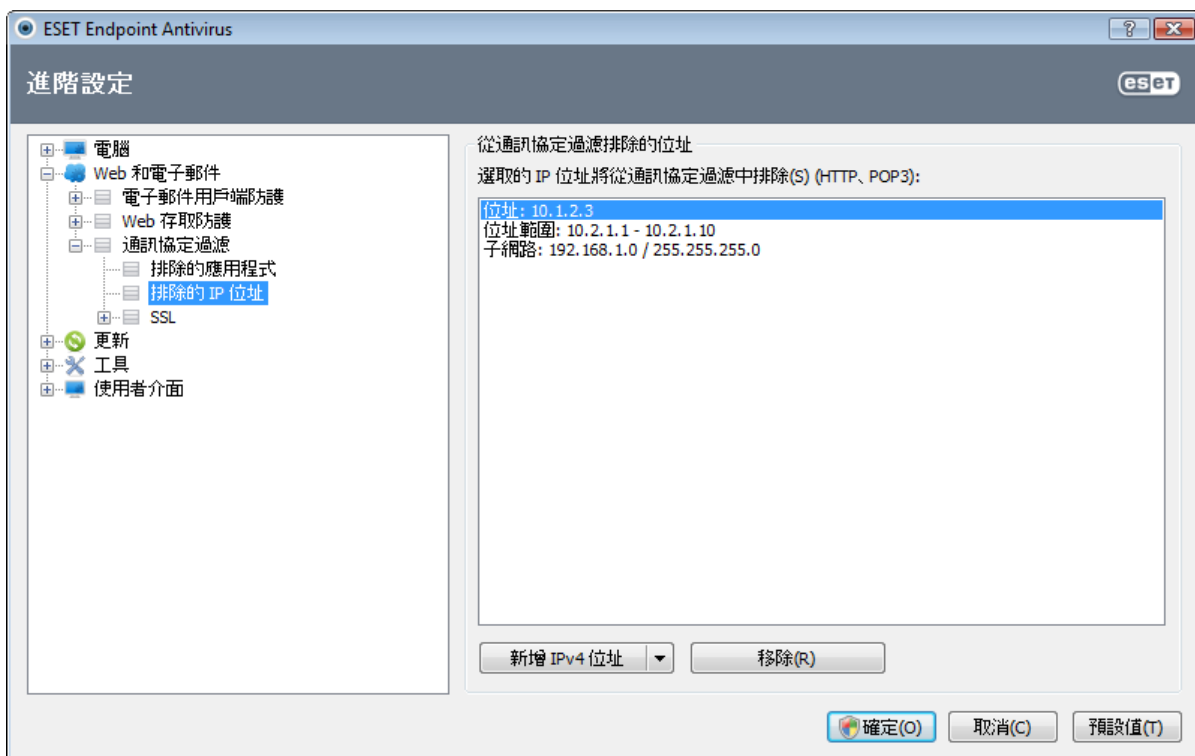 ESET Endpoint Antivirus
進階設定
eset
電腦
Web 和電子郵件
電子郵件用戶端防護
Web 存取防護
通訊協定過濾
排除的應用程式
排除的 IP 位址
SSL
更新
工具
使用者介面
從通訊協定過濾排除的位址
選取的 IP 位址將從通訊協定過濾中排除(S) (HTTP、POP3):
位址: 10.1.2.3
位址範圍: 10.2.1.1 - 10.2.1.10
子網路: 192.168.1.0 / 255.255.255.0
新增 IPv4 位址
移除(R)
確定(O)
取消(C)
預設值(T)